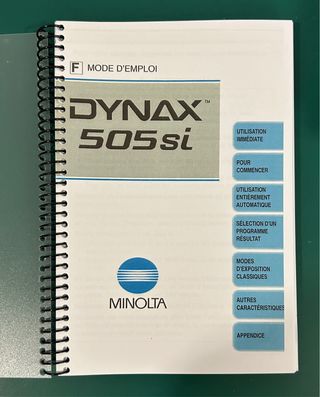 F MODE D'EMPLOI
DYNAX™
505si
UTILISATION
IMMÉDIATE
POUR
COMMENCER
UTILISATION
ENTIÈREMENT
AUTOMATIQUE
SÉLECTION D'UN
PROGRAMME
RÉSULTAT
MODES
D'EXPOSITION
CLASSIQUES
AUTRES
CARACTÉRISTIQUES
APPENDICE
MINOLTA